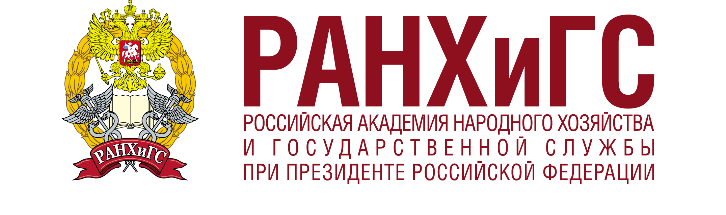 РАНХиГС
РАНХиГС
РОССИЙСКАЯ АКАДЕМИЯ НАРОДНОГО ХОЗЯЙСТВА
И ГОСУДАРСТВЕННОЙ СЛУЖБЫ
ПРИ ПРЕЗИДЕНТЕ РОССИЙСКОЙ ФЕДЕРАЦИИ